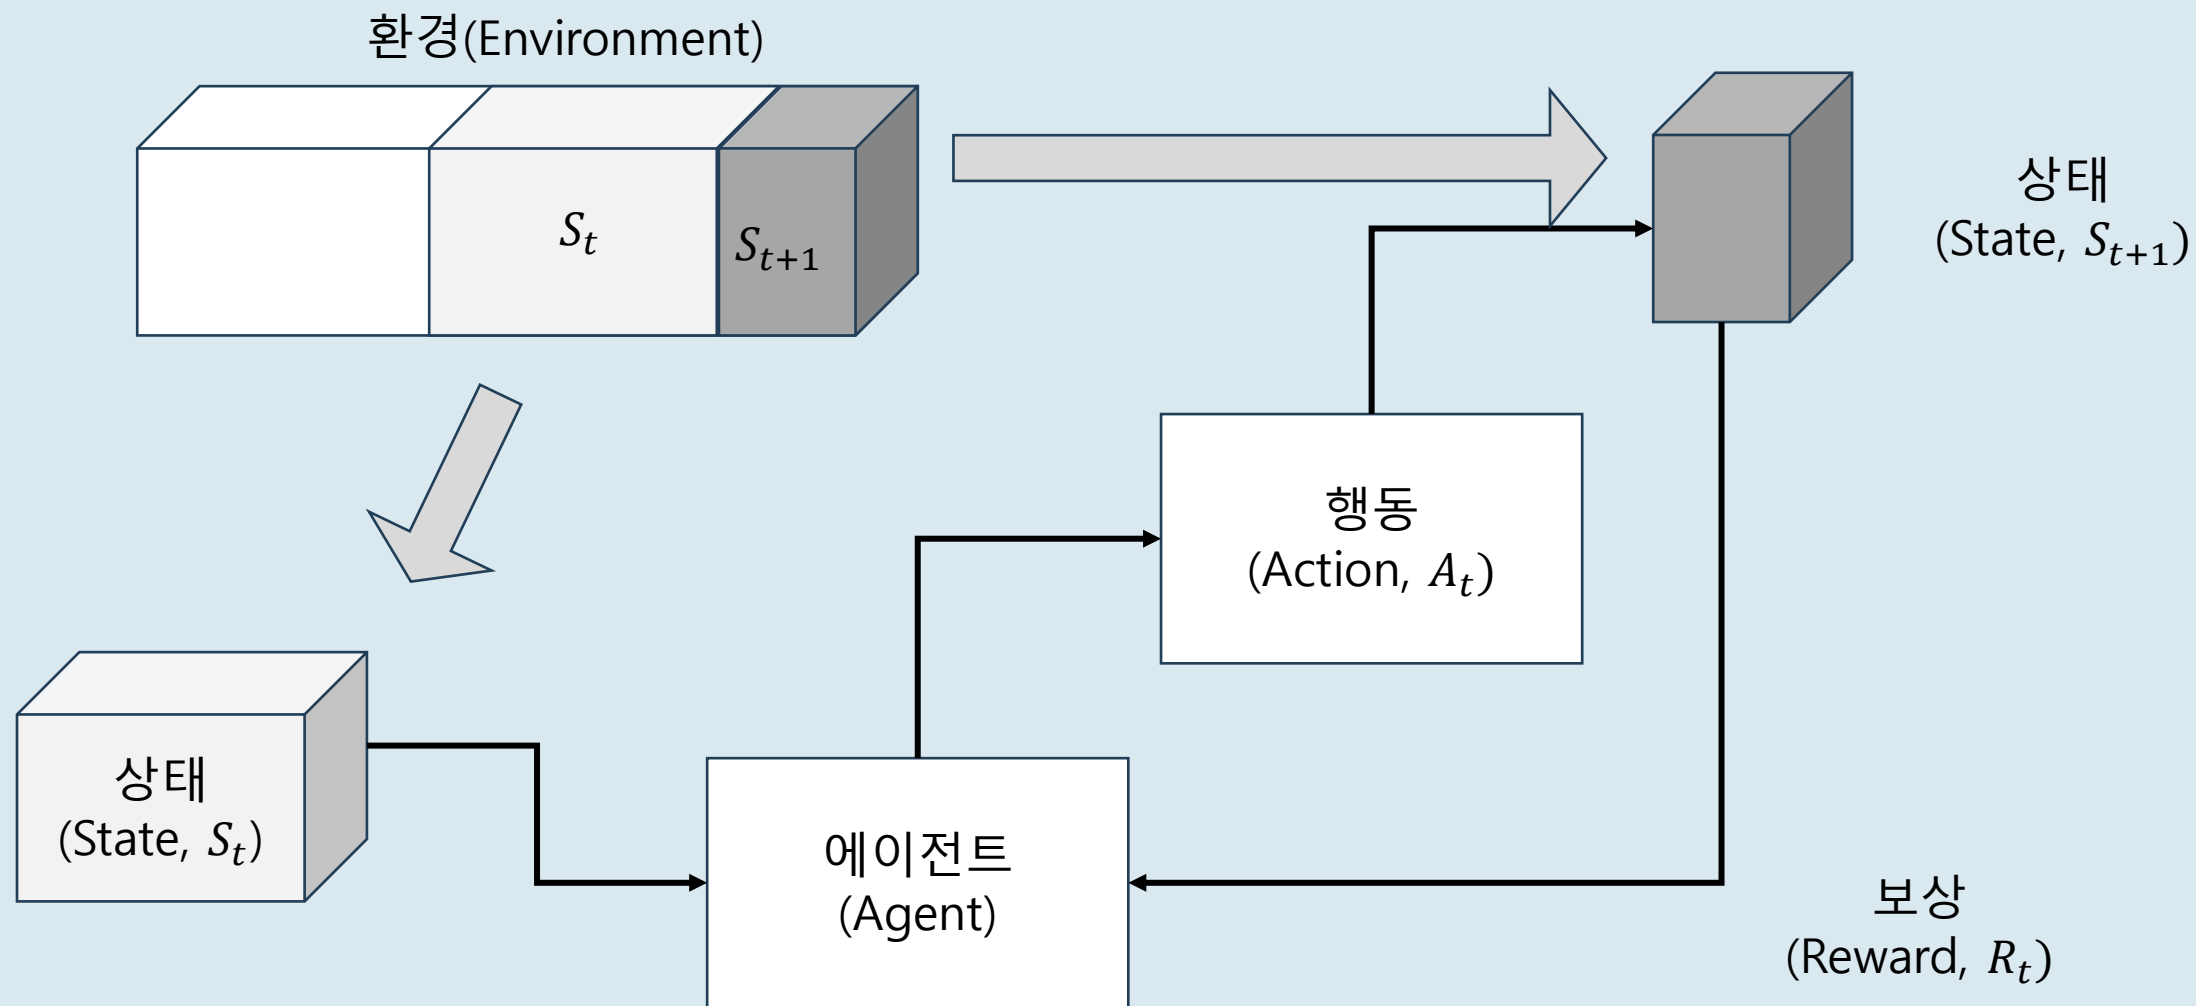 환경(Environment)
S_t
S_{t+1}
상태
(State, S_{t+1})
행동
(Action, A_t)
상태
(State, S_t)
에이전트
(Agent)
보상
(Reward, R_t)